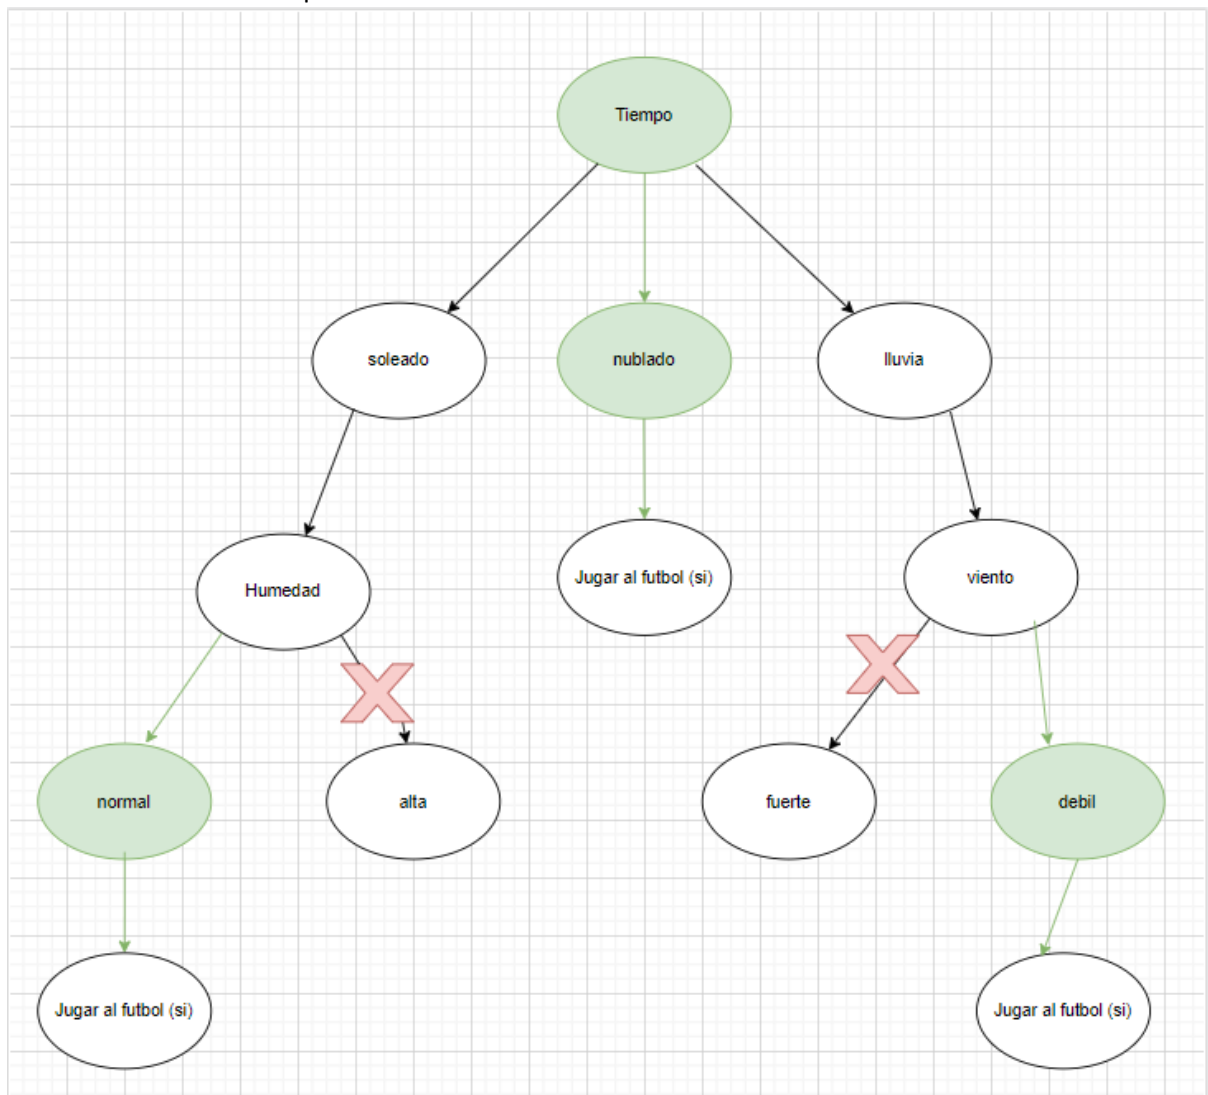 Tiempo
soleado
nublado
lluvia
Humedad
Jugar al futbol (si)
viento
normal
alta
fuerte
debil
Jugar al futbol (si)
Jugar al futbol (si)